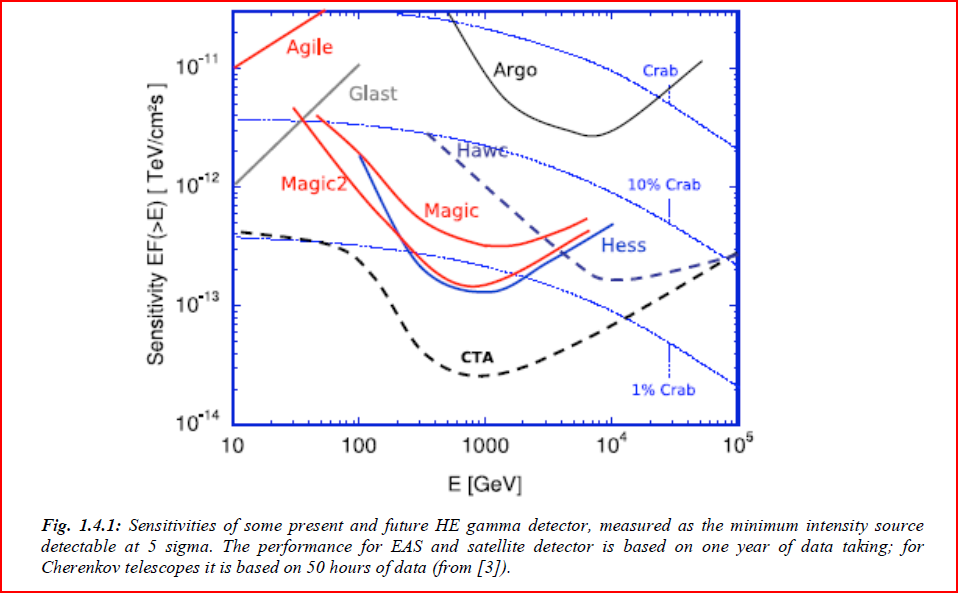 Agile
10⁻¹¹
Argo
Crab
Glast
Hawc
10⁻¹²
Magic2
10% Crab
Magic
Hess
10⁻¹³
CTA
1% Crab
10⁻¹⁴
Sensitivity EF(>E) [ TeV/cm²s ]
10 100 1000 10⁴ 10⁵
E [GeV]
Fig. 1.4.1: Sensitivities of some present and future HE gamma detector, measured as the minimum intensity source
detectable at 5 sigma. The performance for EAS and satellite detector is based on one year of data taking; for
Cherenkov telescopes it is based on 50 hours of data (from [3]).